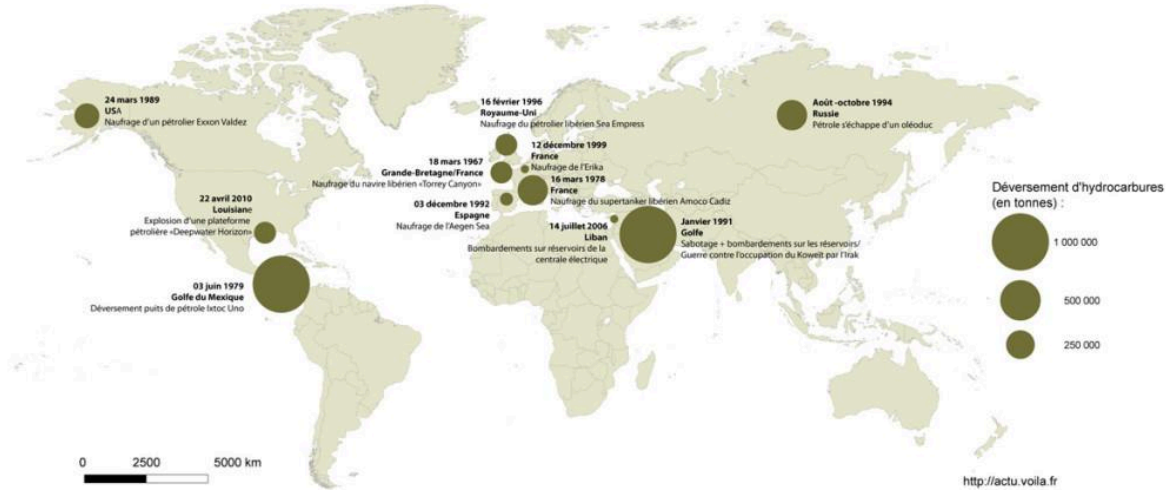 24 mars 1989
USA
Naufrage d'un pétrolier Exxon Valdez
22 avril 2010
Louisiane
Explosion d'une plateforme
pétrolière «Deepwater Horizon»
03 juin 1979
Golfe du Mexique
Déversement puits de pétrole Ixtoc Uno
16 février 1996
Royaume-Uni
Naufrage du pétrolier libérien Sea Empress
12 décembre 1999
France
Naufrage de l'Erika
18 mars 1967
Grande-Bretagne/France
Naufrage du navire libérien «Torrey Canyon»
16 mars 1978
France
Naufrage du supertanker libérien Amoco Cadiz
03 décembre 1992
Espagne
Naufrage de l'Aegen Sea
14 juillet 2006
Liban
Bombardements sur réservoirs de la
centrale électrique
Janvier 1991
Golfe
Sabotage + bombardements sur les réservoirs/
Guerre contre l'occupation du Koweit par l'Irak
Août -octobre 1994
Russie
Pétrole s'échappe d'un oléoduc
Déversement d'hydrocarbures
(en tonnes) :
1 000 000
500 000
250 000
0 2500 5000 km
http://actu.voila.fr